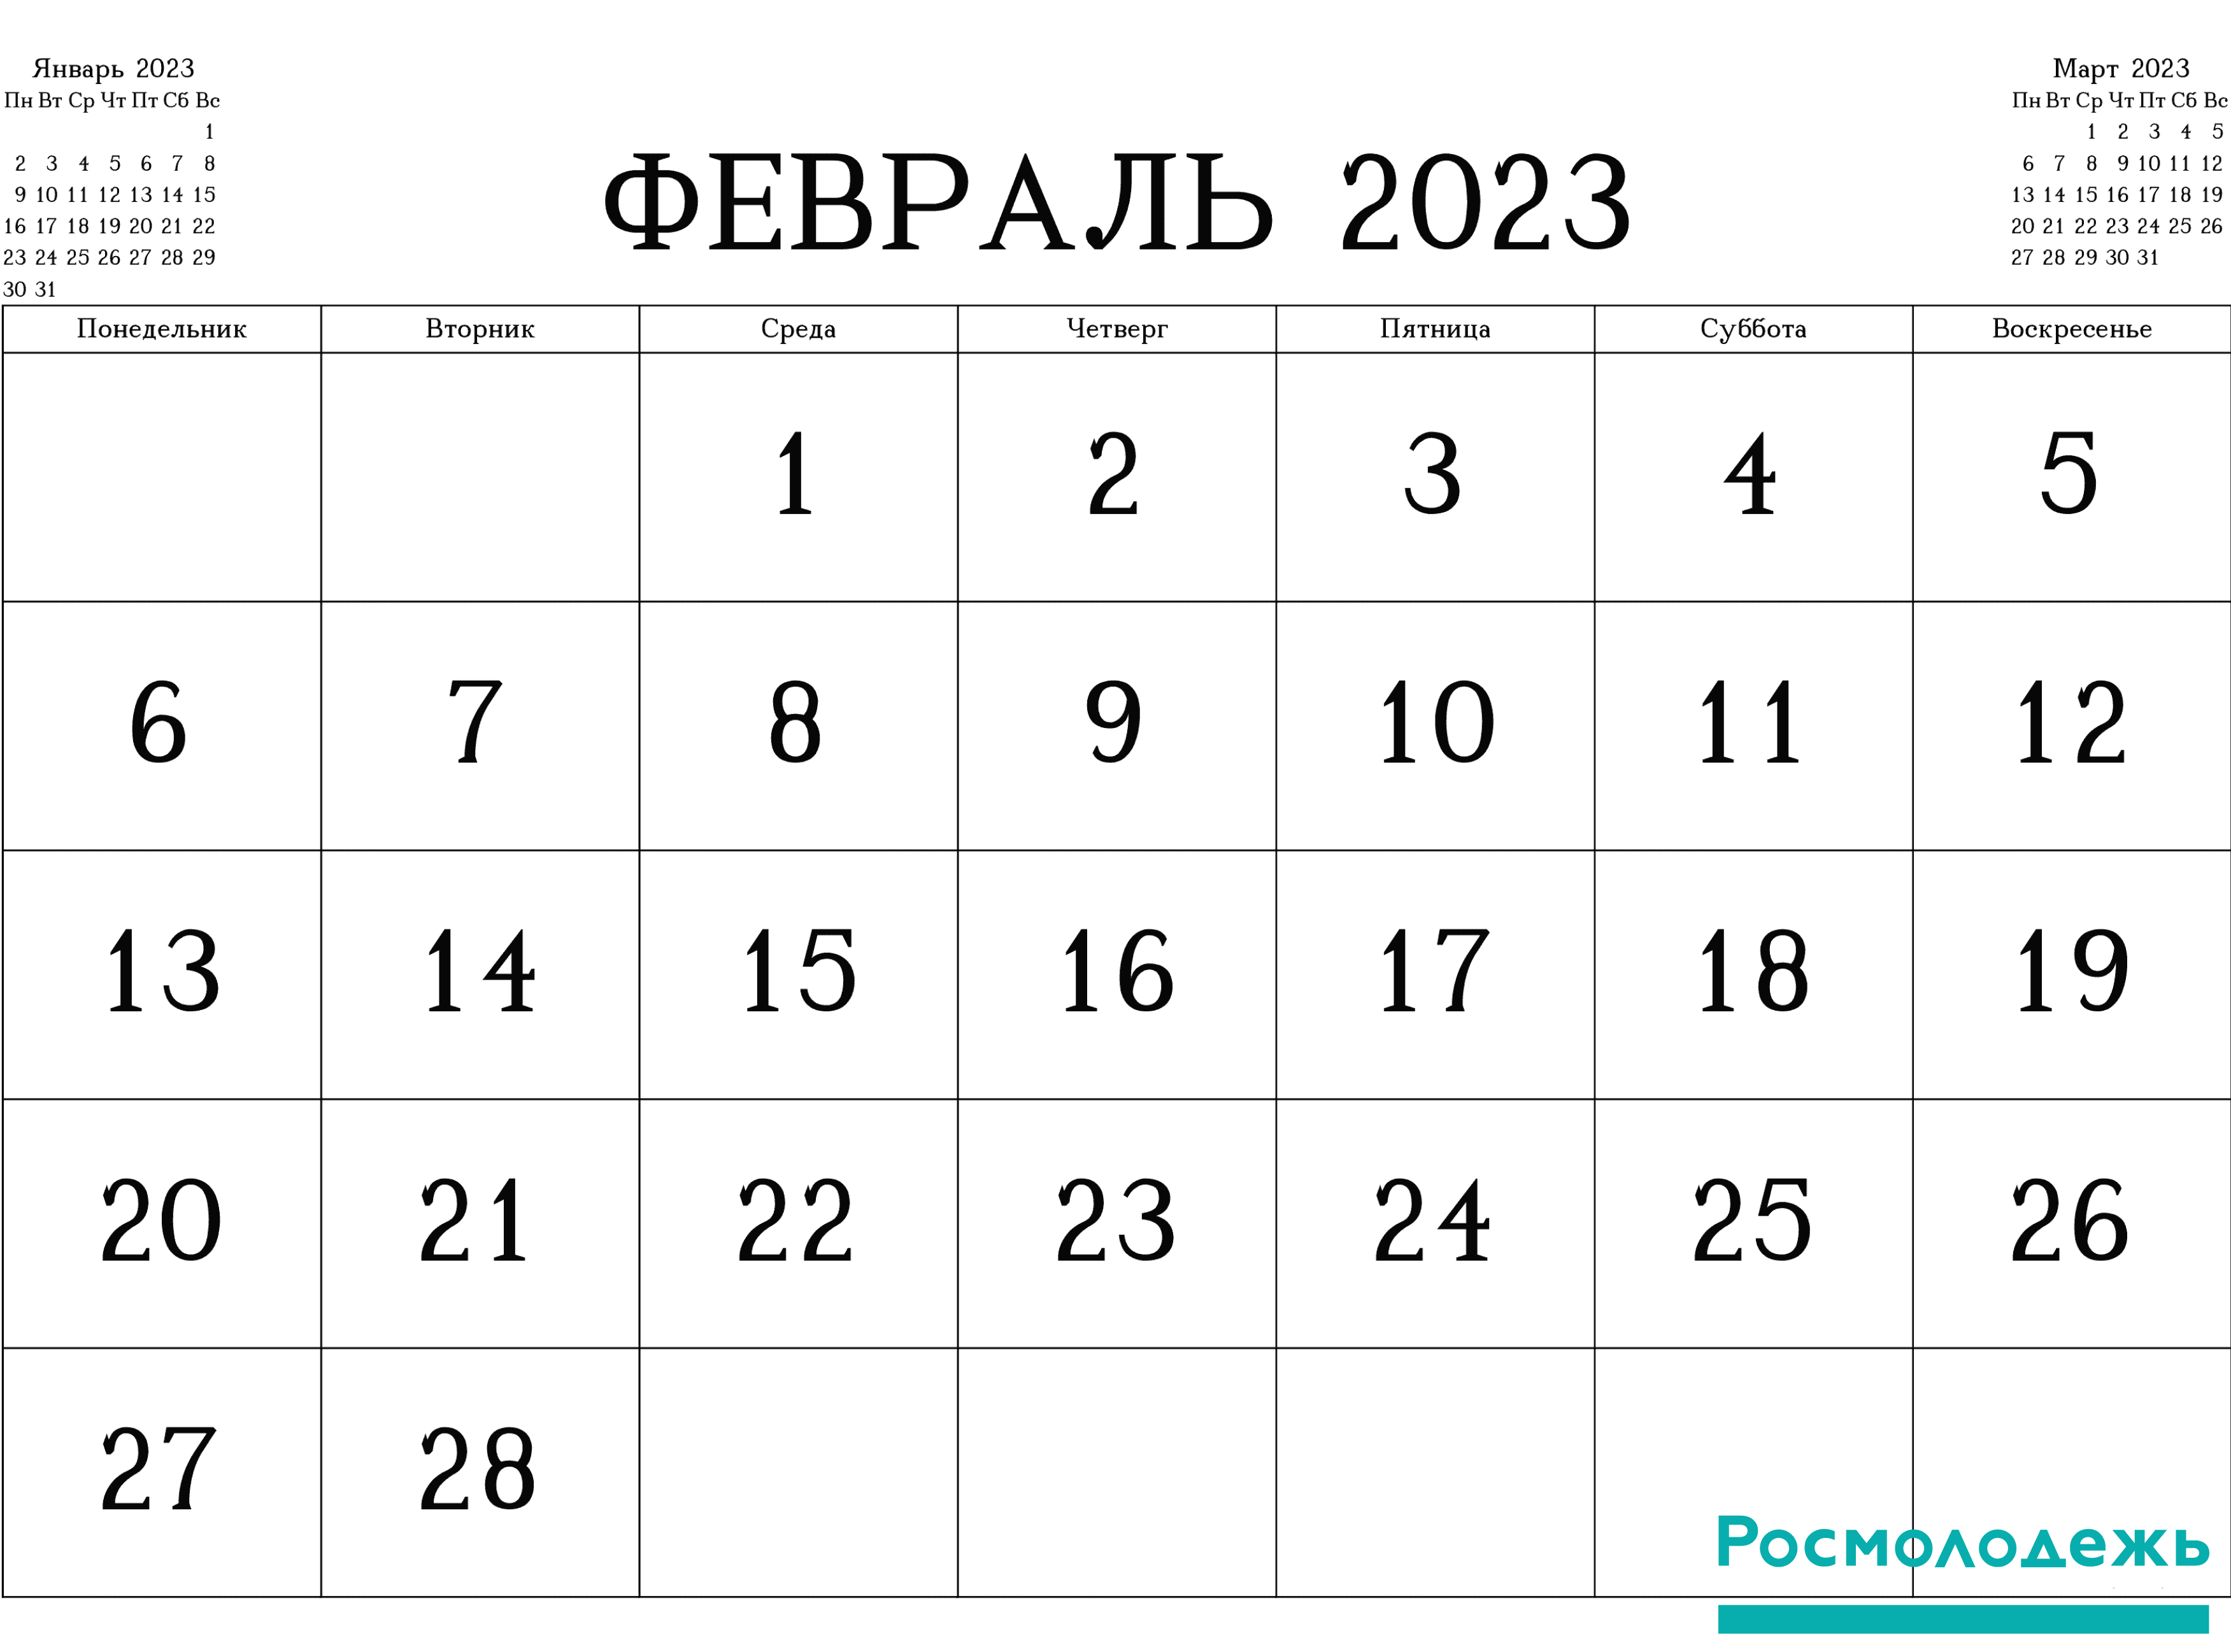 Январь 2023
Пн Вт Ср Чт Пт Сб Вс
1
2 3 4 5 6 7 8
9 10 11 12 13 14 15
16 17 18 19 20 21 22
23 24 25 26 27 28 29
30 31
ФЕВРАЛЬ 2023
Март 2023
Пн Вт Ср Чт Пт Сб Вс
1 2 3 4 5
6 7 8 9 10 11 12
13 14 15 16 17 18 19
20 21 22 23 24 25 26
27 28 29 30 31
Понедельник Вторник Среда Четверг Пятница Суббота Воскресенье
1 2 3 4 5
6 7 8 9 10 11 12
13 14 15 16 17 18 19
20 21 22 23 24 25 26
27 28
Росмолодежь